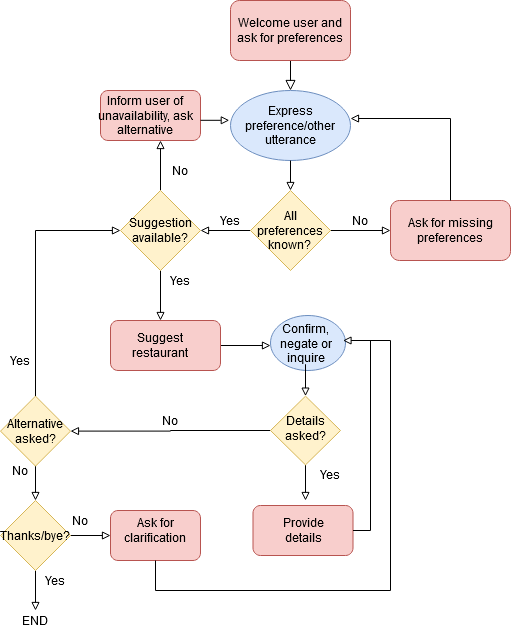 Welcome user and
ask for preferences
Inform user of
unavailability, ask
alternative
Express
preference/other
utterance
No
Suggestion
available?
Yes
All
preferences
known?
No
Ask for missing
preferences
Yes
Suggest
restaurant
Confirm,
negate or
inquire
Yes
Alternative
asked?
No
Details
asked?
No
Yes
Thanks/bye?
No
Ask for
clarification
Provide
details
Yes
END